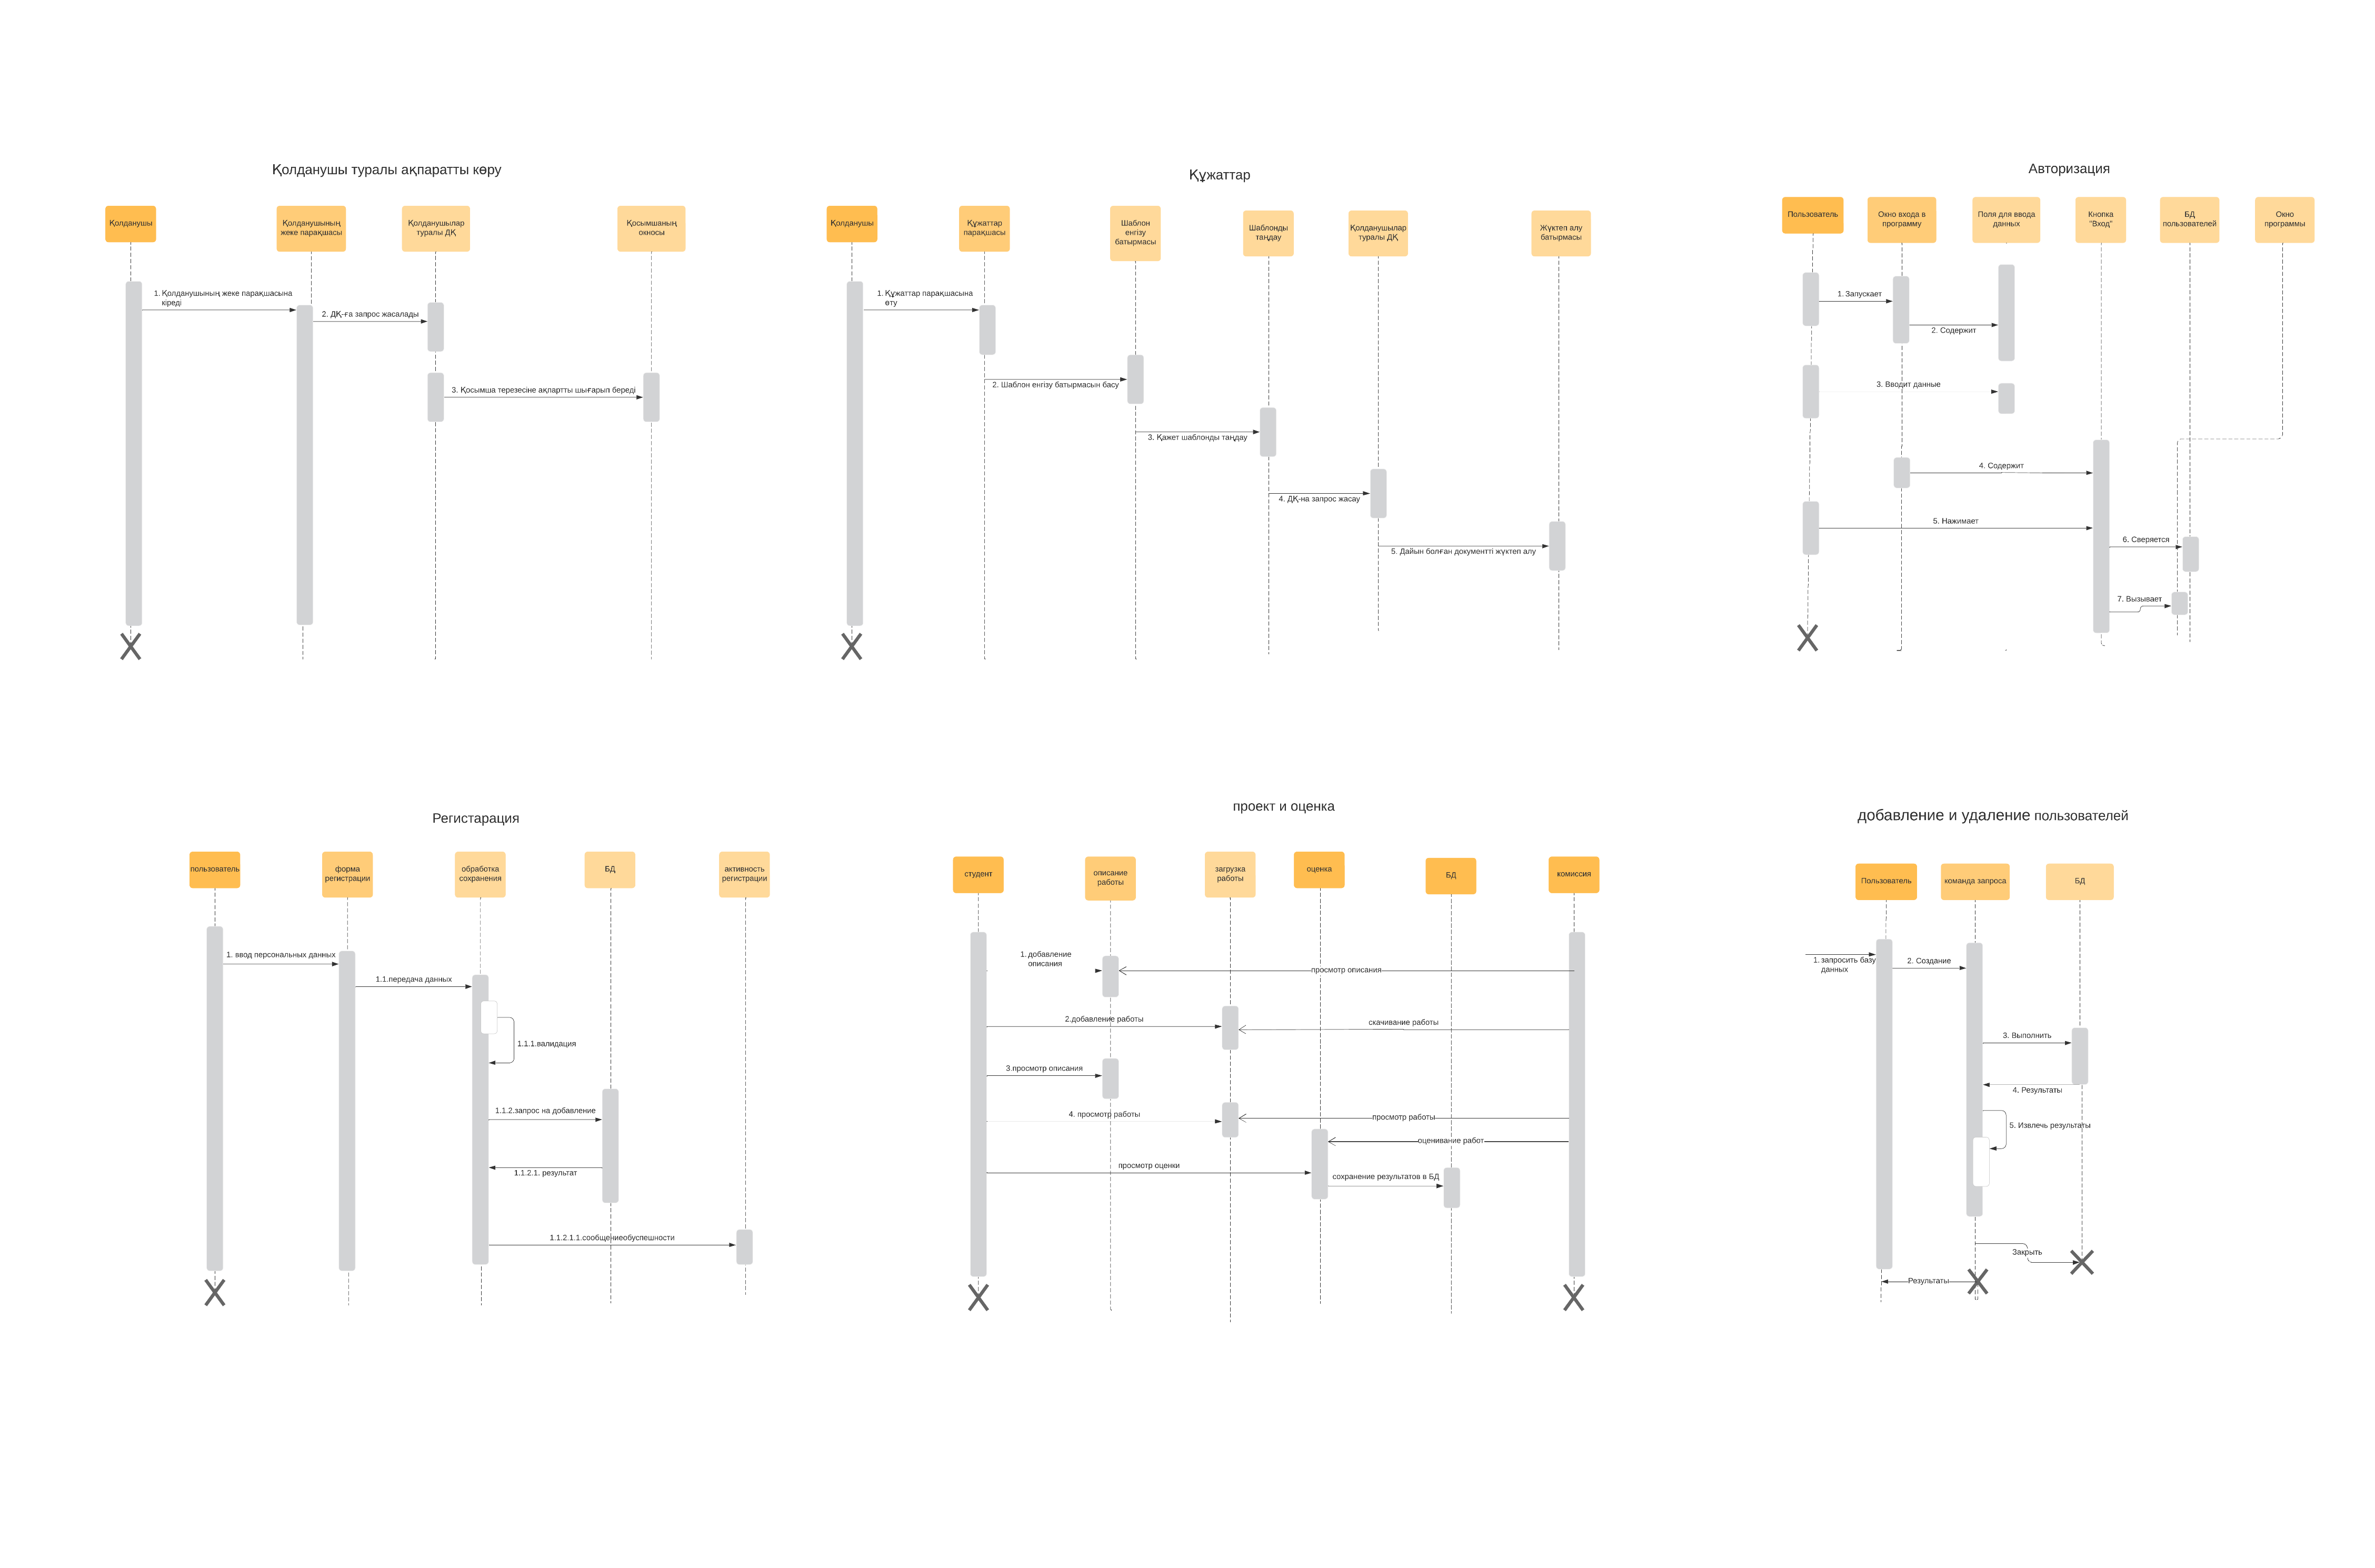 Қолданушы туралы ақпаратты көру
Қолданушы
Қолданушының
жеке парақшасы
Қолданушылар
туралы ДҚ
Қосымшаның
окносы
1. Қолданушының жеке парақшасына
кіреді
2. ДҚ-ға запрос жасалады
3. Қосымша терезесіне ақпартты шығарып береді
Құжаттар
Қолданушы
Құжаттар
парақшасы
Шаблон
енгізу
батырмасы
Шаблонды
таңдау
Қолданушылар
туралы ДҚ
Жүктеп алу
батырмасы
1. Құжаттар парақшасына
өту
2. Шаблон енгізу батырмасын басу
3. Қажет шаблонды таңдау
4. ДҚ-на запрос жасау
5. Дайын болған документті жүктеп алу
Авторизация
Пользователь
Окно входа в
программу
Поля для ввода
данных
Кнопка
"Вход"
БД
пользователей
Окно
программы
1. Запускает
2. Содержит
3. Вводит данные
4. Содержит
5. Нажимает
6. Сверяется
7. Вызывает
Регистарация
пользователь
форма
регистрации
обработка
сохранения
БД
активность
регистрации
1. ввод персональных данных
1.1.передача данных
1.1.1.валидация
1.1.2.запрос на добавление
1.1.2.1. результат
1.1.2.1.1.сообщениеобуспешности
проект и оценка
студент
описание
работы
загрузка
работы
оценка
БД
комиссия
1. добавление
описания
просмотр описания
2.добавление работы
скачивание работы
3.просмотр описания
4. просмотр работы
просмотр работы
оценивание работ
просмотр оценки
сохранение результатов в БД
добавление и удаление пользователей
Пользователь
команда запроса
БД
1. запросить базу
данных
2. Создание
3. Выполнить
4. Результаты
5. Извлечь результаты
Закрыть
Результаты